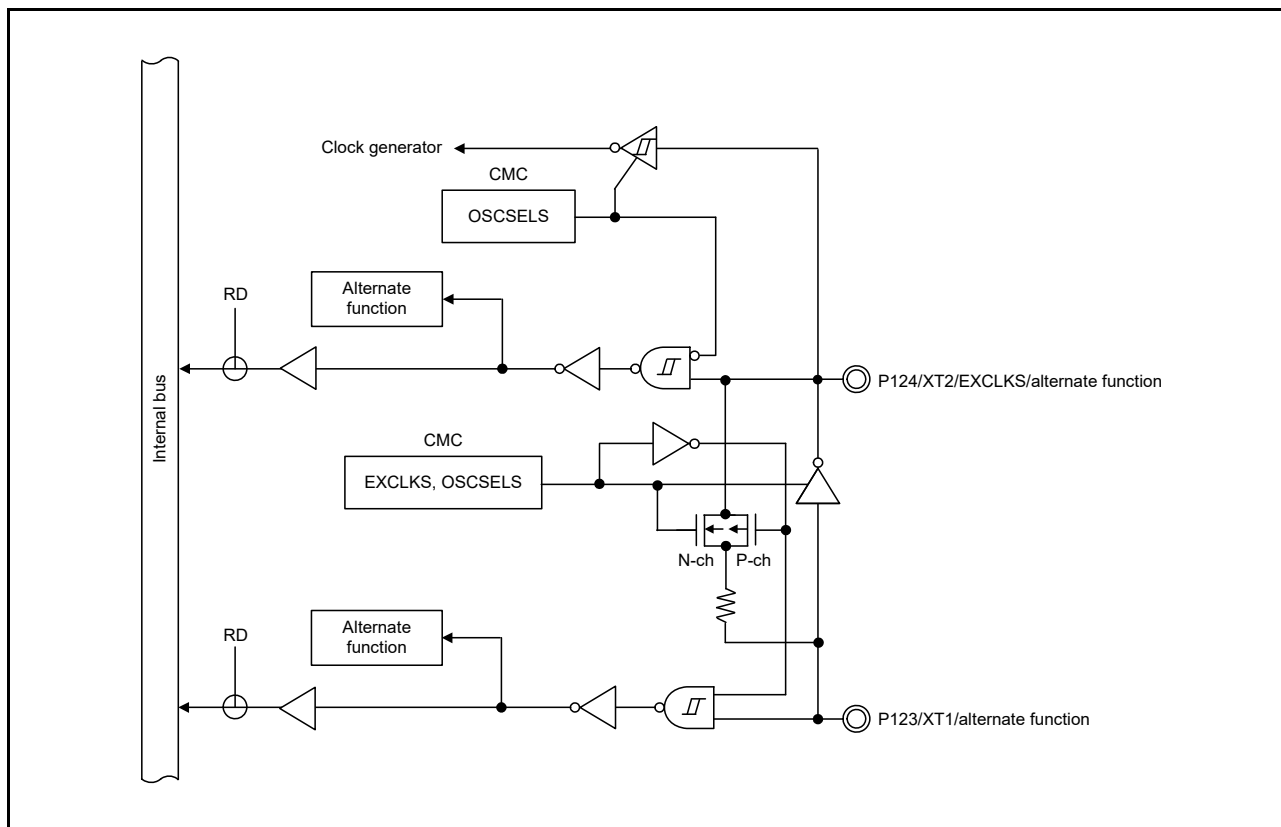 Clock generator
CMC
OSCSELS
RD
Alternate
function
P124/XT2/EXCLKS/alternate function
Internal bus
CMC
EXCLKS, OSCSELS
N-ch
P-ch
RD
Alternate
function
P123/XT1/alternate function